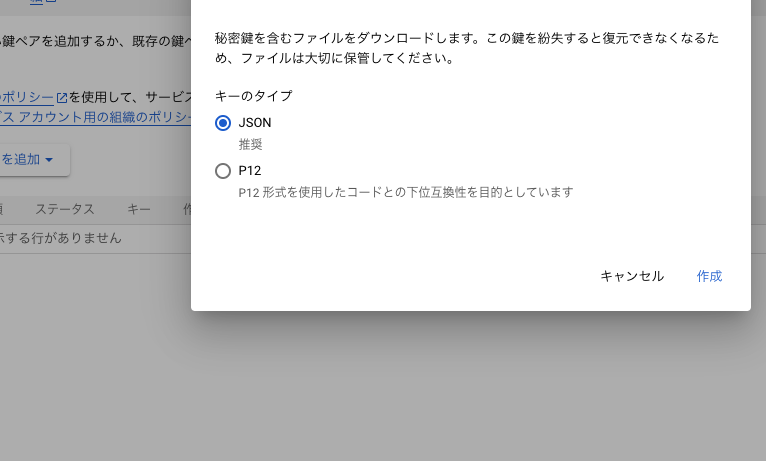 鍵ペアを追加するか、既存の鍵
ポリシー
を使用して、サービス
ス アカウント用の組織のポリシー
を追加
ステータス
キー
する行がありません
秘密鍵を含むファイルをダウンロードします。この鍵を紛失すると復元できなくなるた
め、ファイルは大切に保管してください。
キーのタイプ
JSON
推奨
P12
P12 形式を使用したコードとの下位互換性を目的としています
キャンセル
作成